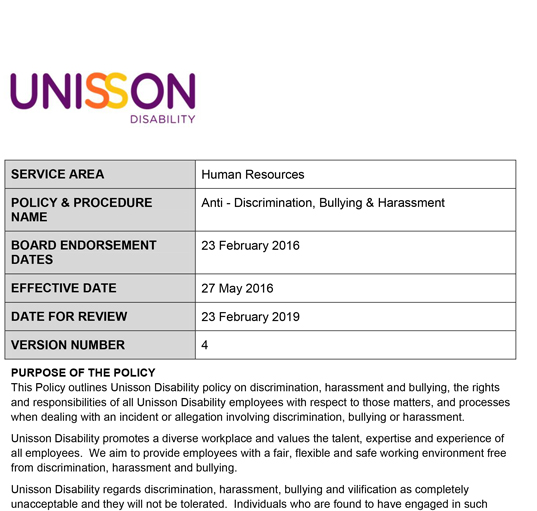 UNISSON
DISABILITY
SERVICE AREA
Human Resources
POLICY & PROCEDURE
NAME
Anti - Discrimination, Bullying & Harassment
BOARD ENDORSEMENT
DATES
23 February 2016
EFFECTIVE DATE
27 May 2016
DATE FOR REVIEW
23 February 2019
VERSION NUMBER
4
PURPOSE OF THE POLICY
This Policy outlines Unisson Disability policy on discrimination, harassment and bullying, the rights
and responsibilities of all Unisson Disability employees with respect to those matters, and processes
when dealing with an incident or allegation involving discrimination, bullying or harassment.
Unisson Disability promotes a diverse workplace and values the talent, expertise and experience of
all employees.  We aim to provide employees with a fair, flexible and safe working environment free
from discrimination, harassment and bullying.
Unisson Disability regards discrimination, harassment, bullying and vilification as completely
unacceptable and they will not be tolerated.  Individuals who are found to have engaged in such